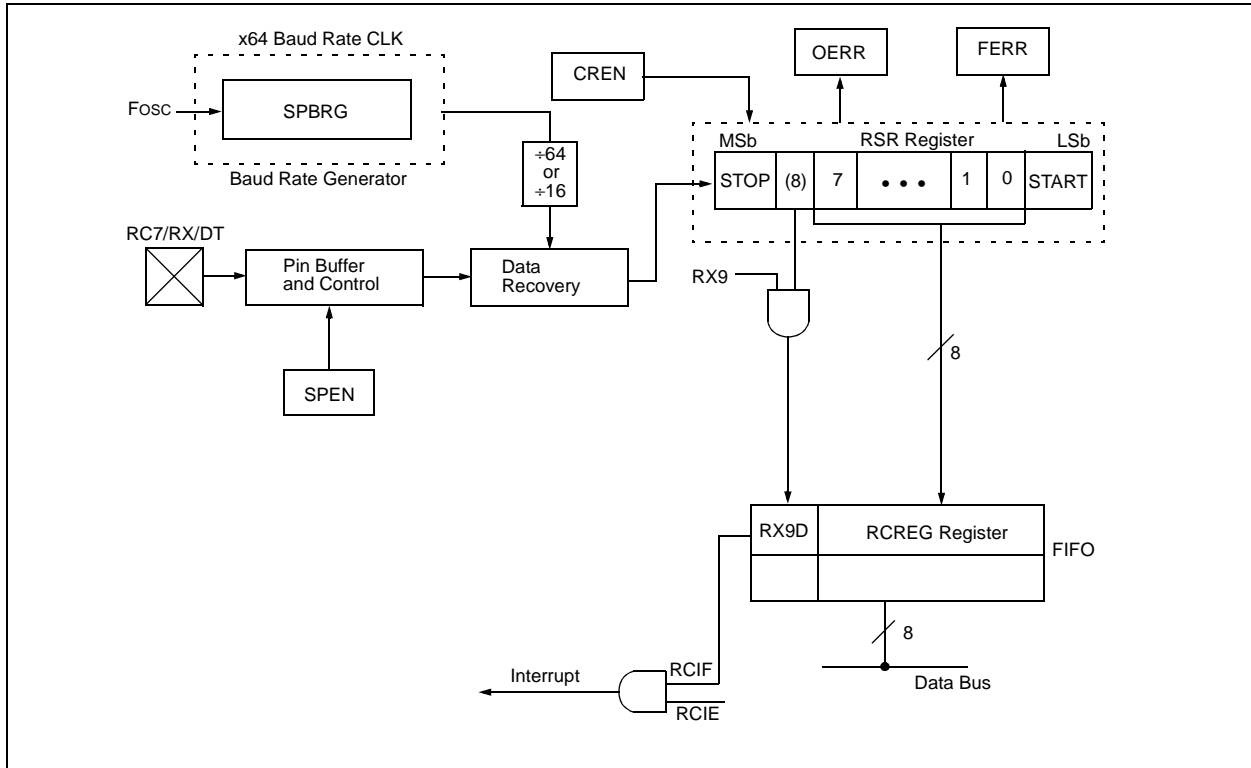 x64 Baud Rate CLK
FOSC
SPBRG
Baud Rate Generator
CREN
OERR
FERR
÷64
or
÷16
MSb
RSR Register
LSb
STOP
(8)
7
• • •
1
0
START
RC7/RX/DT
Pin Buffer
and Control
Data
Recovery
RX9
SPEN
8
RX9D
RCREG Register
FIFO
8
Interrupt
RCIF
RCIE
Data Bus